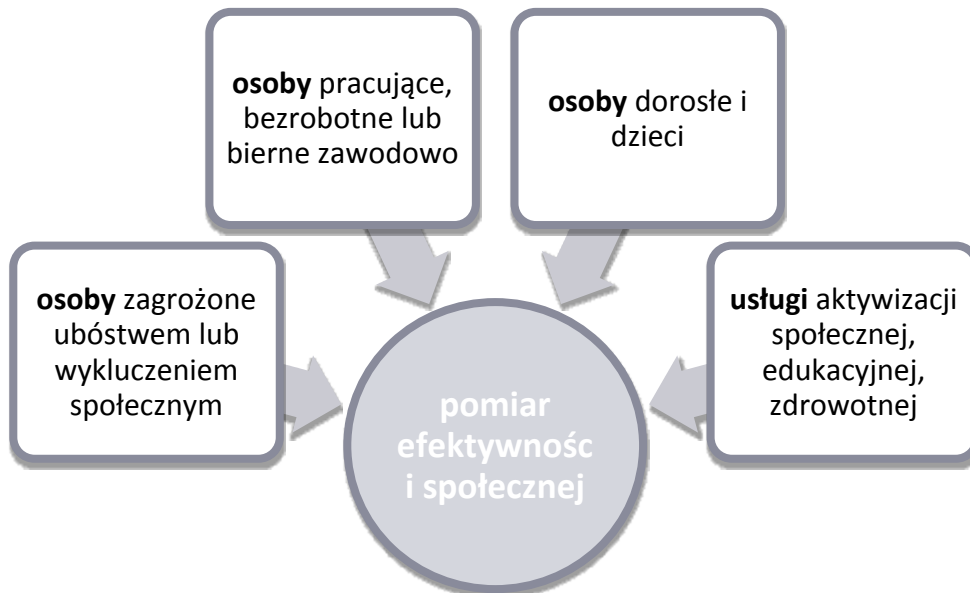 osoby pracujące,
bezrobotne lub
bierne zawodowo
osoby dorosłe i
dzieci
osoby zagrożone
ubóstwem lub
wykluczeniem
społecznym
usługi aktywizacji
społecznej,
edukacyjnej,
zdrowotnej
pomiar
efektywnośc
i społecznej